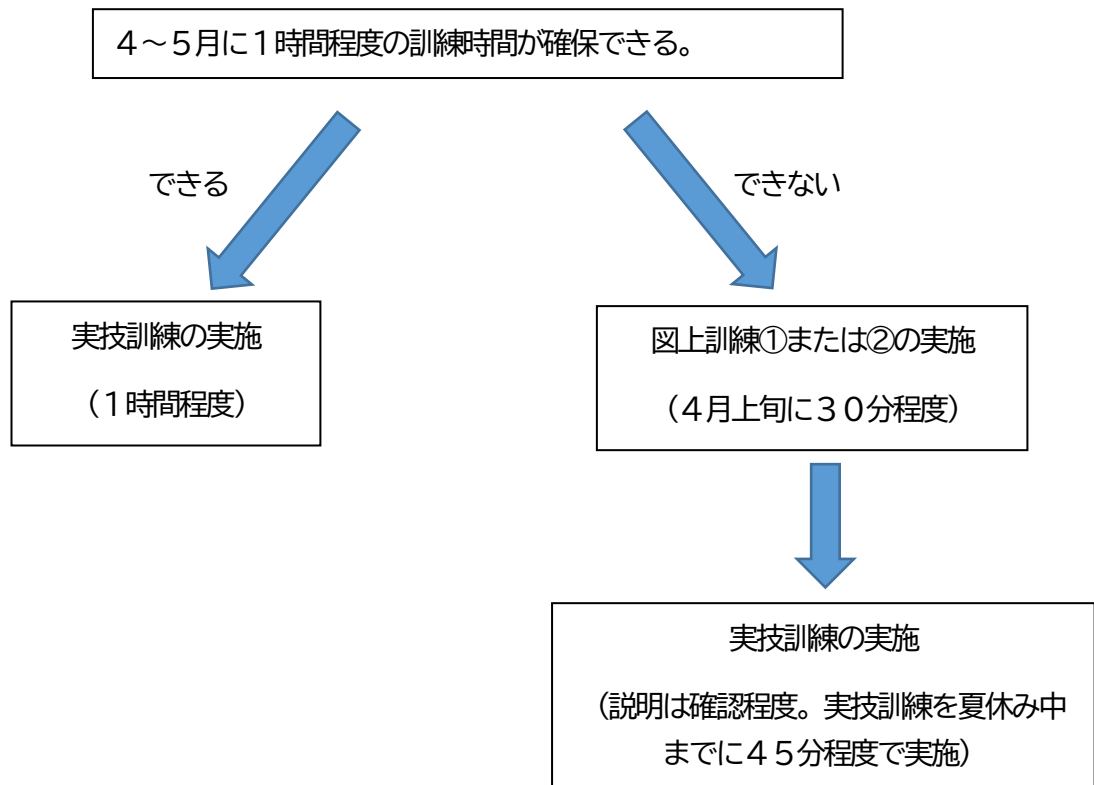 ４～５月に１時間程度の訓練時間が確保できる。
できる
できない
実技訓練の実施
（１時間程度）
図上訓練①または②の実施
（４月上旬に３０分程度）
実技訓練の実施
（説明は確認程度。実技訓練を夏休み中
までに４５分程度で実施）